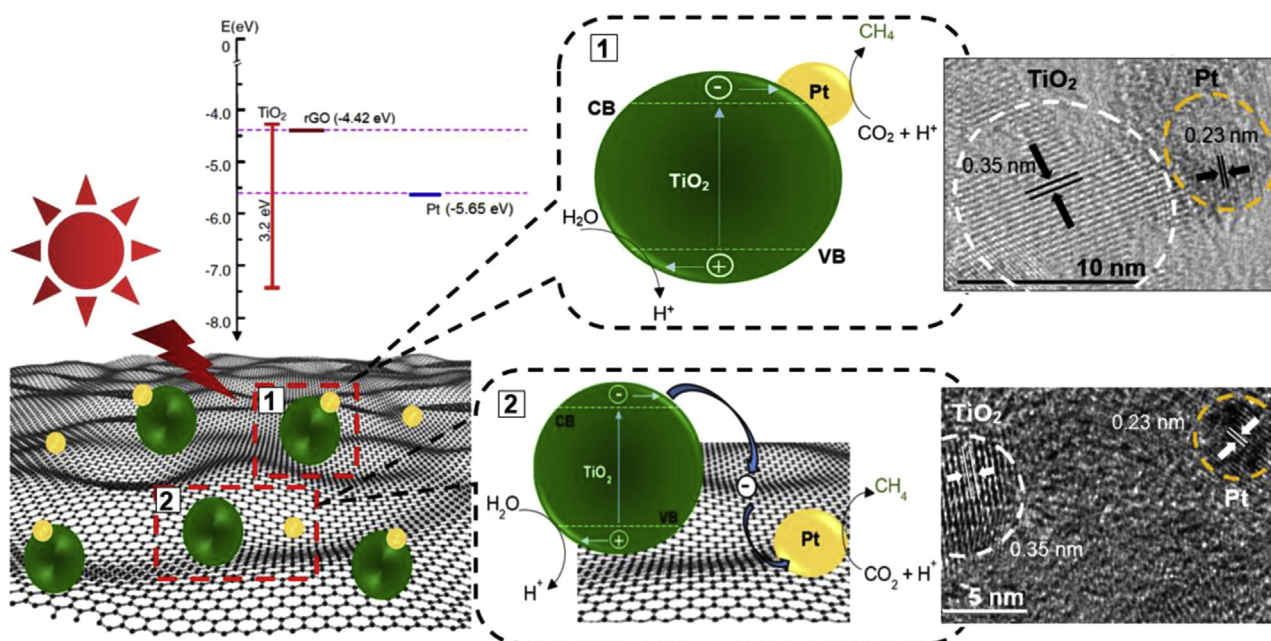 E(eV)
0
-4.0
-5.0
-6.0
-7.0
-8.0
TiO₂
rGO (-4.42 eV)
Pt (-5.65 eV)
3.2 eV
1
2
1
CH₄
Pt
CB
CO₂ + H⁺
TiO₂
H₂O
VB
H⁺
-
+
TiO₂
Pt
0.35 nm
0.23 nm
10 nm
2
-
CB
TiO₂
-
CH₄
H₂O
VB
+
Pt
CO₂ + H⁺
H⁺
TiO₂
0.23 nm
Pt
0.35 nm
5 nm